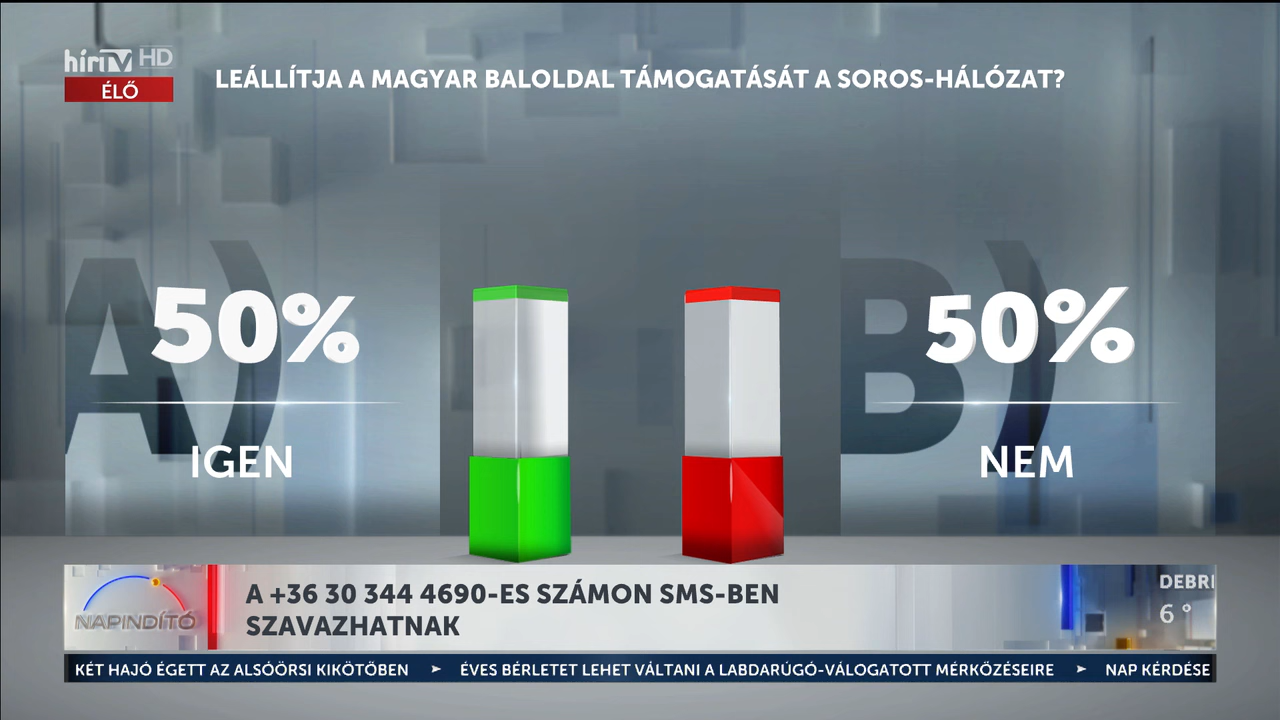 hírTV HD
ÉLŐ
LEÁLLÍTJA A MAGYAR BALOLDAL TÁMOGATÁSÁT A SOROS-HÁLÓZAT?
A)
50%
IGEN
B)
50%
NEM
NAPINDÍTÓ
A +36 30 344 4690-ES SZÁMON SMS-BEN
SZAVAZHATNAK
DEBRI
6 °
KÉT HAJÓ ÉGETT AZ ALSÓÖRSI KIKÖTŐBEN ➤ ÉVES BÉRLETET LEHET VÁLTANI A LABDARÚGÓ-VÁLOGATOTT MÉRKŐZÉSEIRE ➤ NAP KÉRDÉSE